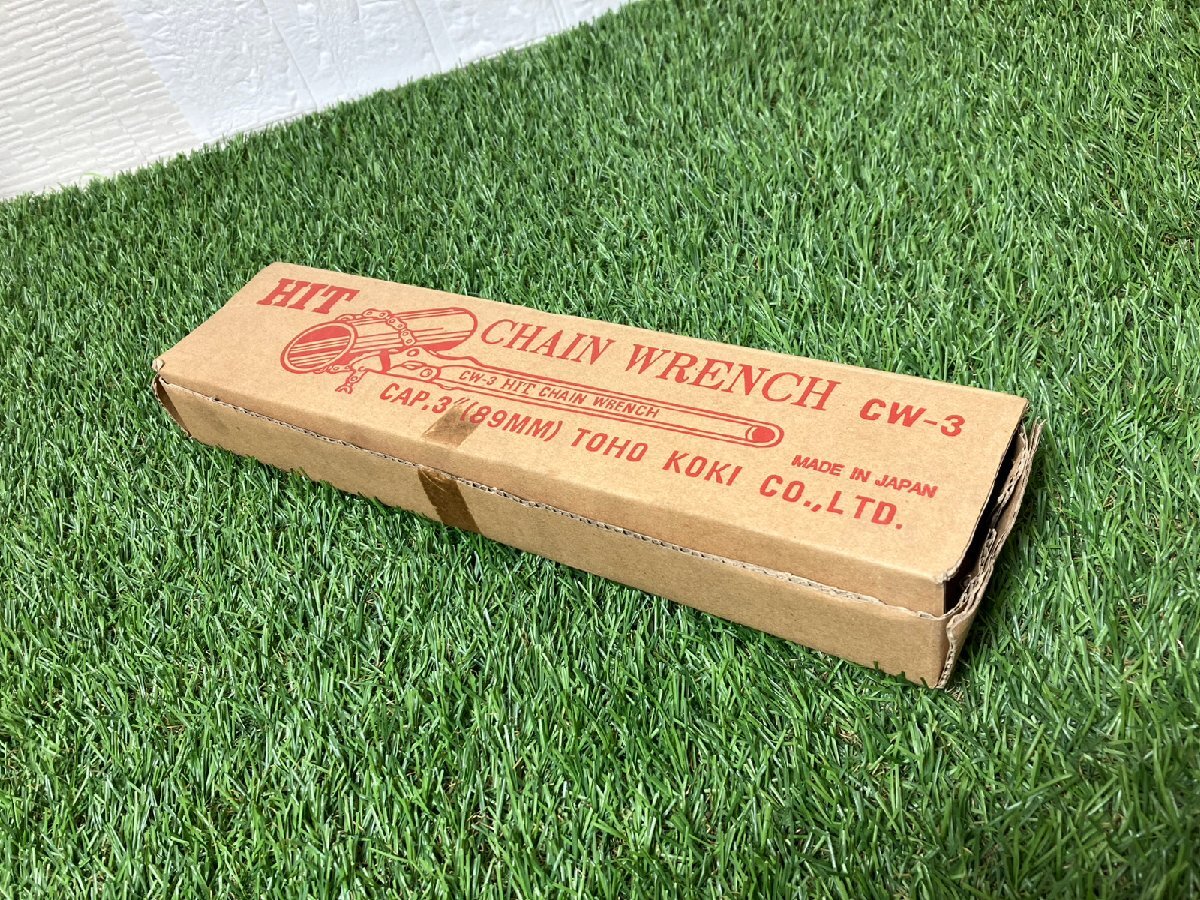 HIT
CHAIN WRENCH CW-3
CW-3 HIT CHAIN WRENCH
MADE IN JAPAN
CAP.3"(89MM) TOHO KOKI CO.,LTD.